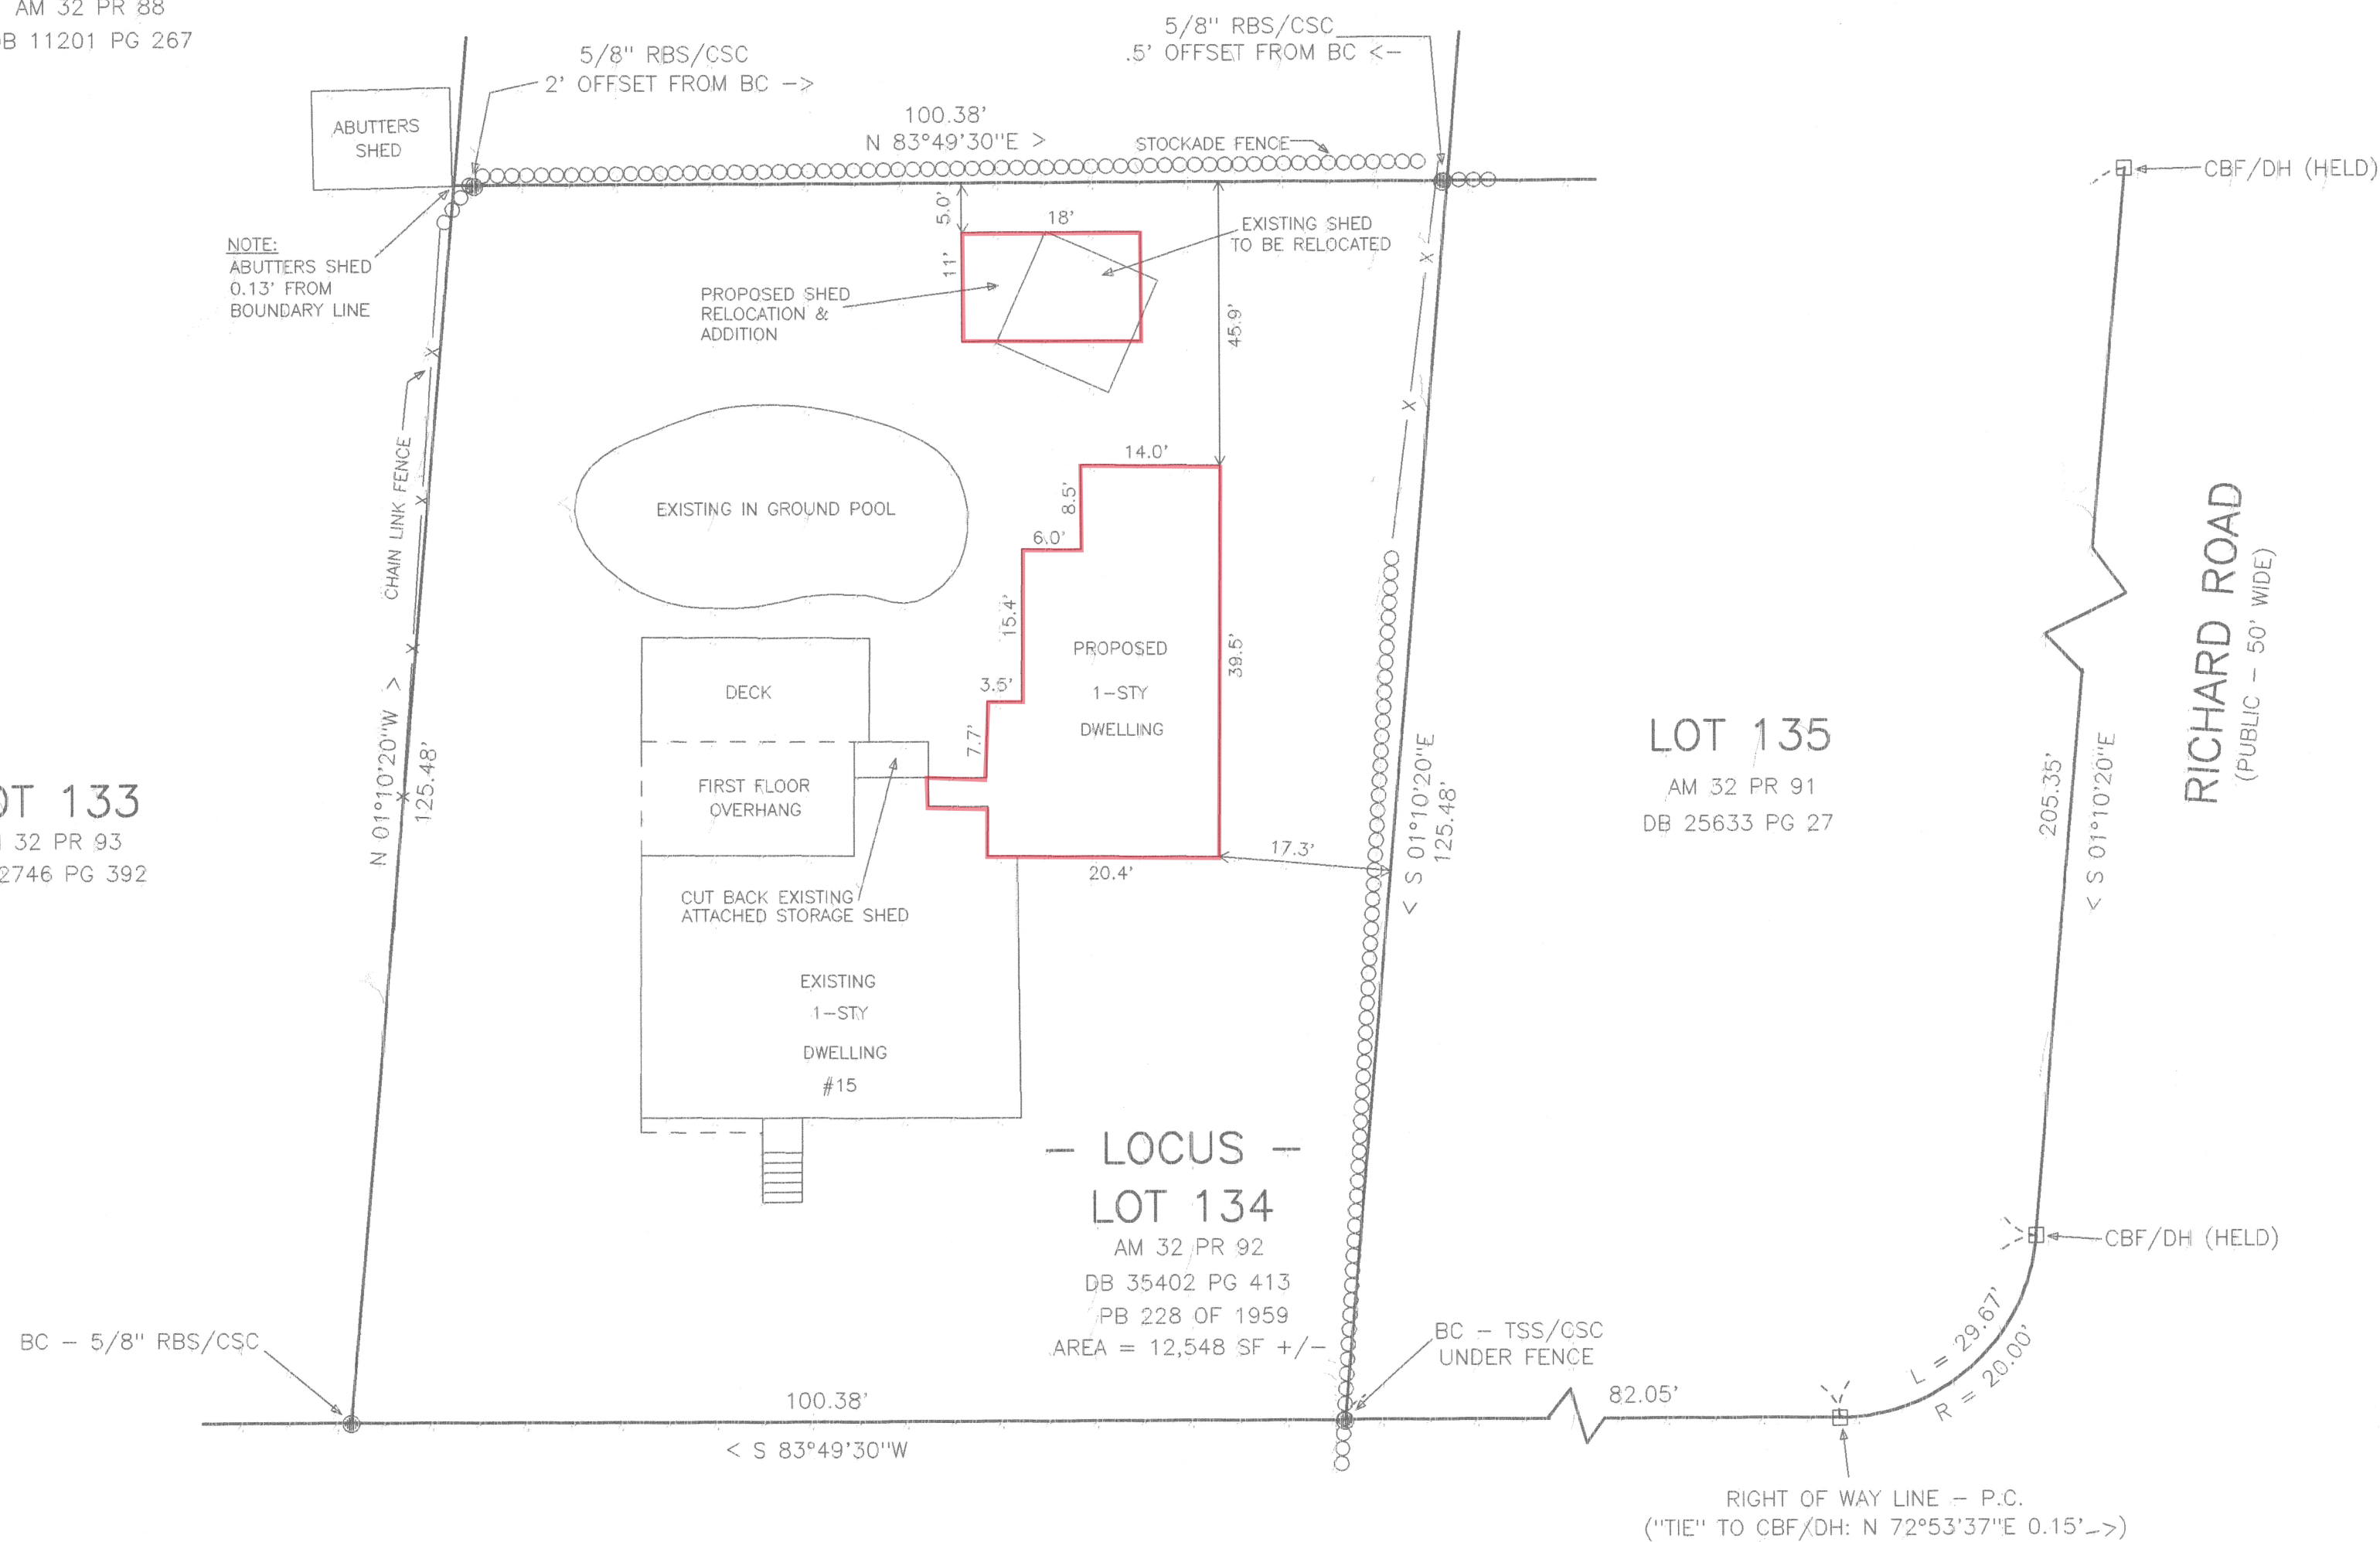 AM 32 PR 88
DB 11201 PG 267
5/8" RBS/CSC
2' OFFSET FROM BC ->
5/8" RBS/CSC
.5' OFFSET FROM BC <-
ABUTTERS
SHED
100.38'
N 83°49'30"E >
STOCKADE FENCE
CBF/DH (HELD)
NOTE:
ABUTTERS SHED
0.13' FROM
BOUNDARY LINE
5.0'
18'
11'
EXISTING SHED
TO BE RELOCATED
PROPOSED SHED
RELOCATION &
ADDITION
45.9'
X
X
X
X
X
X
CHAIN LINK FENCE
EXISTING IN GROUND POOL
14.0'
8.5'
6.0'
15.4'
3.5'
7.7'
39.5'
PROPOSED
1-STY
DWELLING
DECK
FIRST FLOOR
OVERHANG
CUT BACK EXISTING
ATTACHED STORAGE SHED
20.4'
17.3'
N 01°10'20"W >
125.48'
< S 01°10'20"E
125.48'
LOT 133
32 PR 93
2746 PG 392
LOT 135
AM 32 PR 91
DB 25633 PG 27
205.35'
< S 01°10'20"E
RICHARD ROAD
(PUBLIC - 50' WIDE)
EXISTING
1-STY
DWELLING
#15
- LOCUS -
LOT 134
AM 32 PR 92
DB 35402 PG 413
PB 228 OF 1959
AREA = 12,548 SF +/-
CBF/DH (HELD)
BC - 5/8" RBS/CSC
BC - TSS/CSC
UNDER FENCE
L = 29.67'
R = 20.00'
100.38'
< S 83°49'30"W
82.05'
RIGHT OF WAY LINE - P.C.
("TIE" TO CBF/DH: N 72°53'37"E 0.15'->)